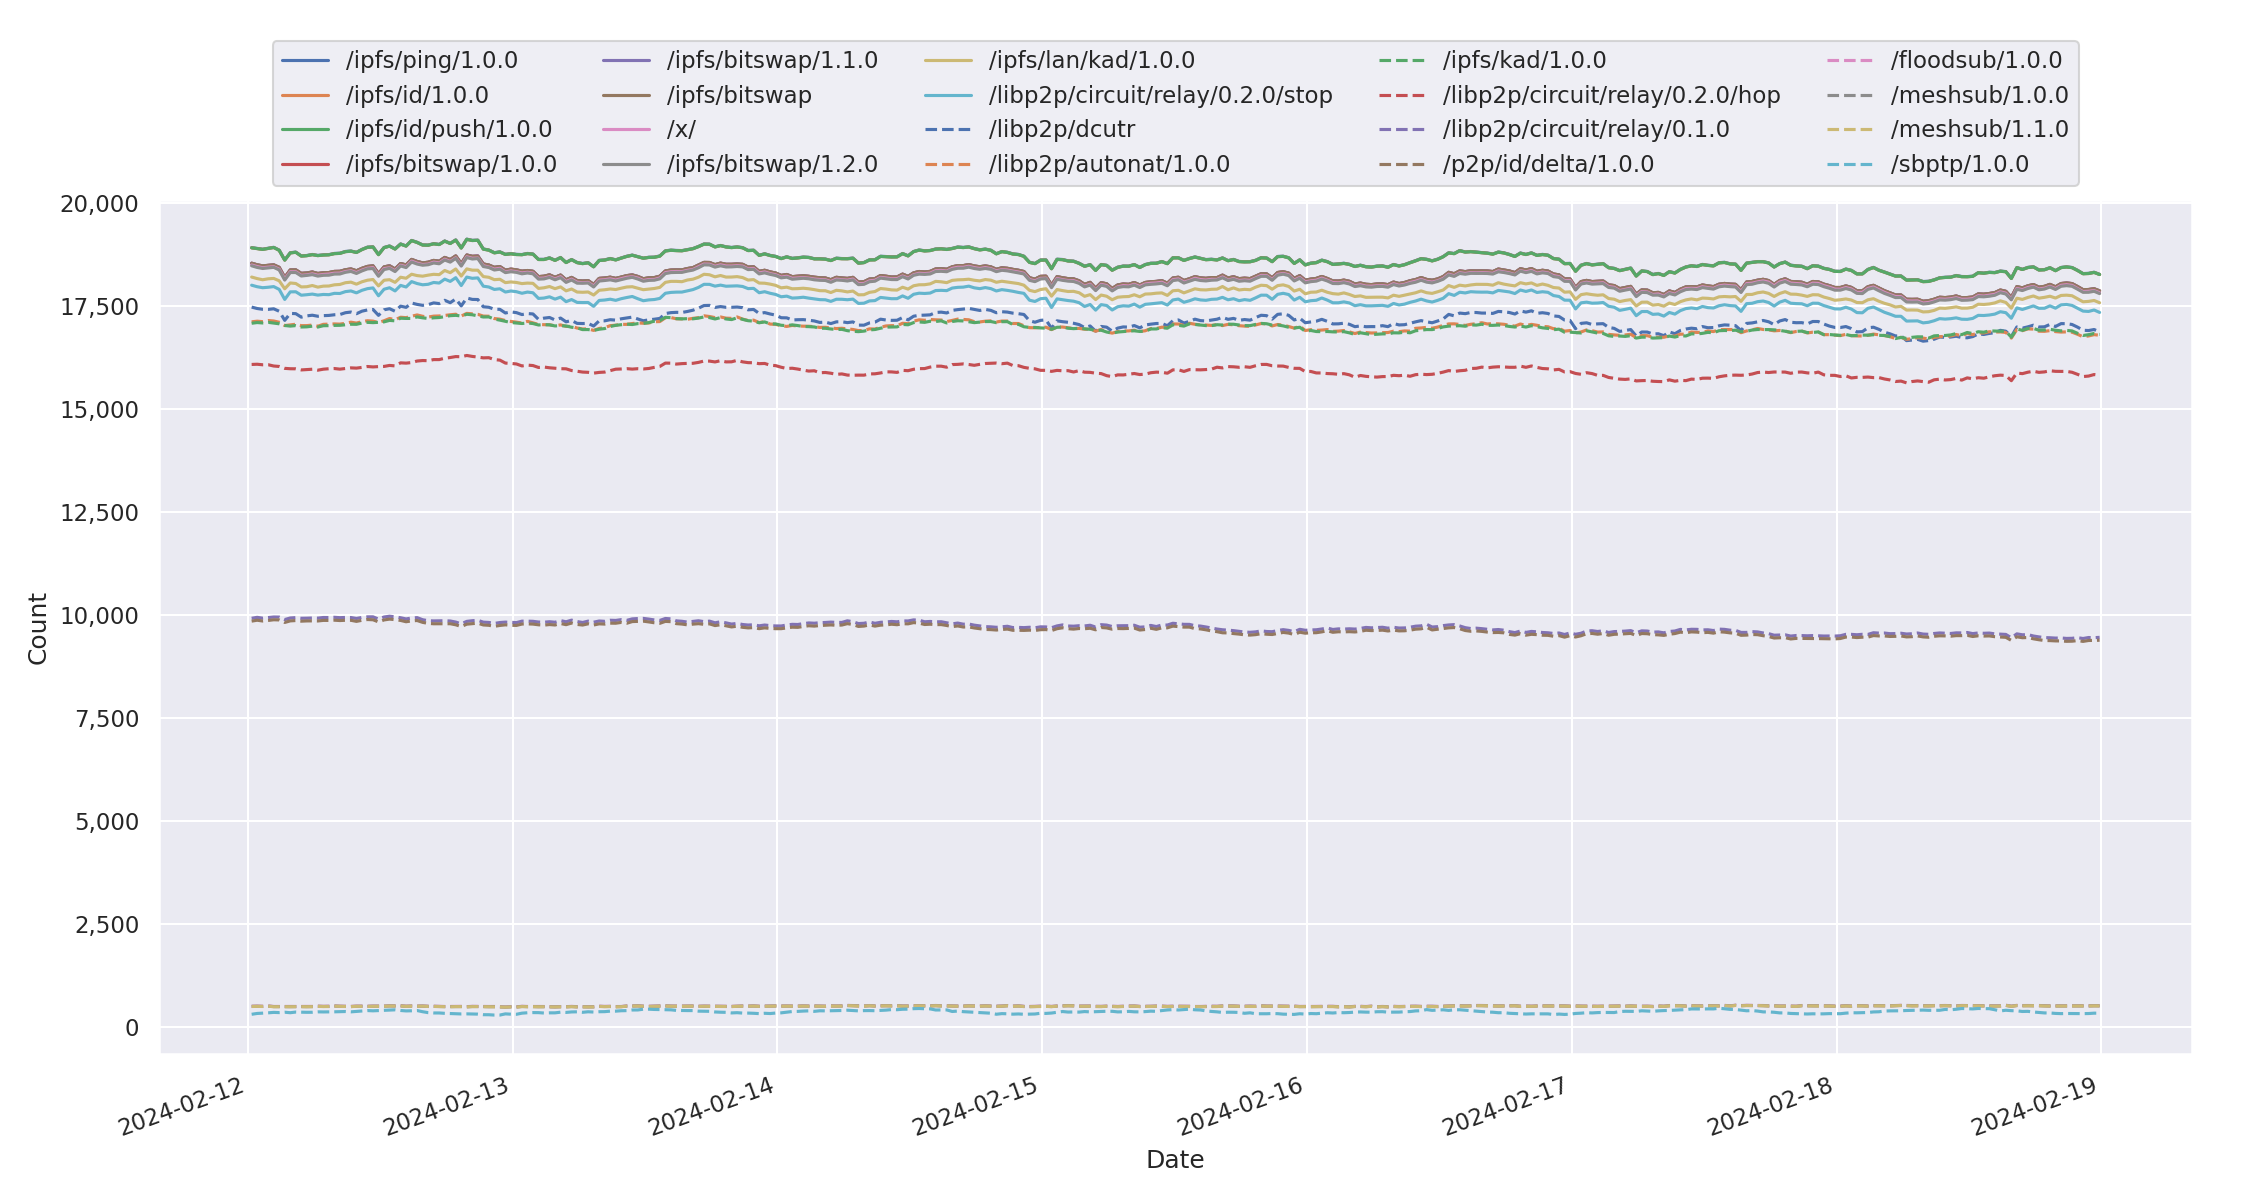 /ipfs/ping/1.0.0
/ipfs/id/1.0.0
/ipfs/id/push/1.0.0
/ipfs/bitswap/1.0.0
/ipfs/bitswap/1.1.0
/ipfs/bitswap
/x/
/ipfs/bitswap/1.2.0
/ipfs/lan/kad/1.0.0
/libp2p/circuit/relay/0.2.0/stop
/libp2p/dcutr
/libp2p/autonat/1.0.0
/ipfs/kad/1.0.0
/libp2p/circuit/relay/0.2.0/hop
/libp2p/circuit/relay/0.1.0
/p2p/id/delta/1.0.0
/floodsub/1.0.0
/meshsub/1.0.0
/meshsub/1.1.0
/sbptp/1.0.0
20,000
17,500
15,000
12,500
10,000
7,500
5,000
2,500
0
Count
2024-02-12
2024-02-13
2024-02-14
2024-02-15
2024-02-16
2024-02-17
2024-02-18
2024-02-19
Date